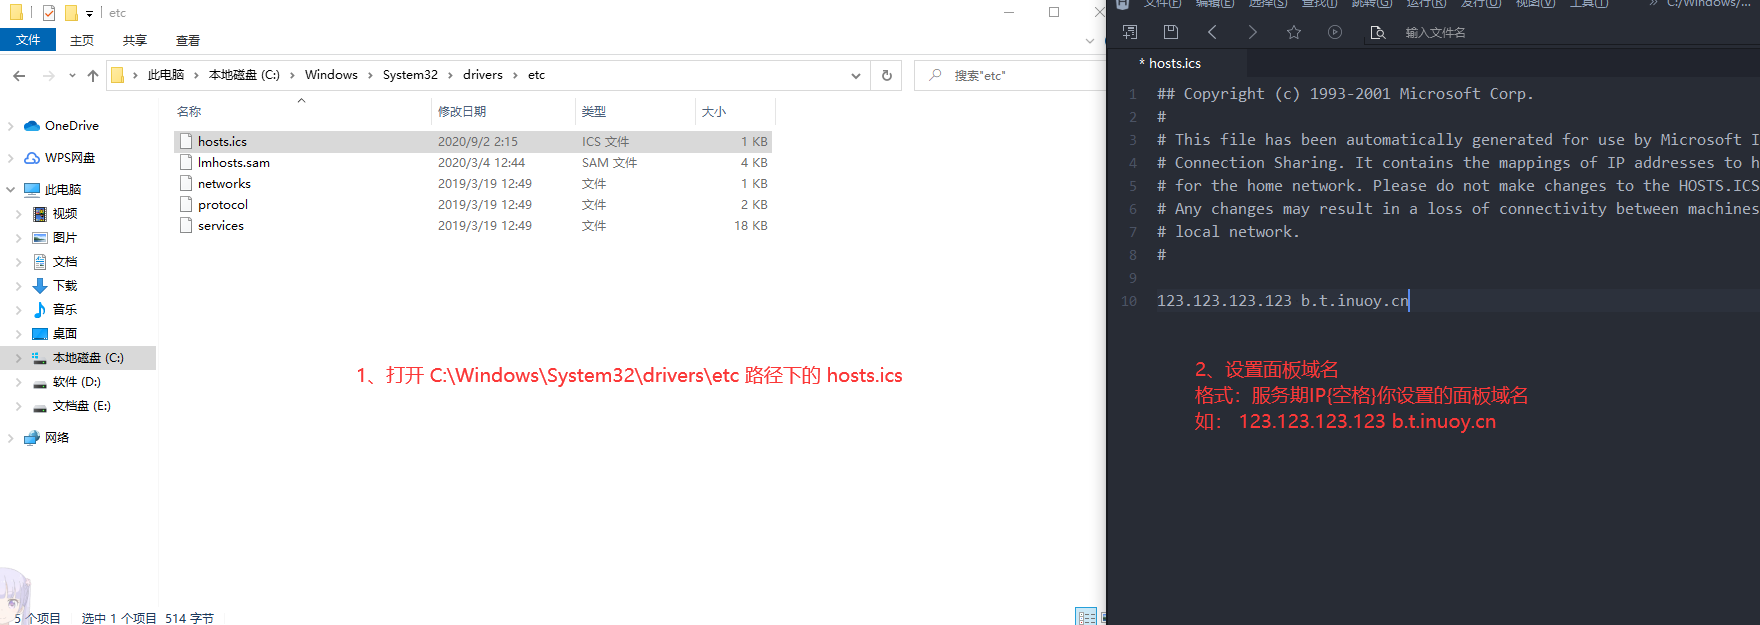 etc
文件 主页 共享 查看
此电脑 › 本地磁盘 (C:) › Windows › System32 › drivers › etc
搜索"etc"
名称 修改日期 类型 大小
hosts.ics 2020/9/2 2:15 ICS 文件 1 KB
lmhosts.sam 2020/3/4 12:44 SAM 文件 4 KB
networks 2019/3/19 12:49 文件 1 KB
protocol 2019/3/19 12:49 文件 2 KB
services 2019/3/19 12:49 文件 18 KB
OneDrive
WPS网盘
此电脑
视频
图片
文档
下载
音乐
桌面
本地磁盘 (C:)
软件 (D:)
文档盘 (E:)
网络
1、打开 C:\Windows\System32\drivers\etc 路径下的 hosts.ics
5 个项目 选中 1 个项目 514 字节
文件(F) 编辑(E) 选择(S) 查找(I) 跳转(G) 运行(R) 发行(U) 视图(V) 工具(T) » C:/Windows/...
输入文件名
* hosts.ics
1 ## Copyright (c) 1993-2001 Microsoft Corp.
2 #
3 # This file has been automatically generated for use by Microsoft I
4 # Connection Sharing. It contains the mappings of IP addresses to h
5 # for the home network. Please do not make changes to the HOSTS.ICS
6 # Any changes may result in a loss of connectivity between machines
7 # local network.
8 #
9
10 123.123.123.123 b.t.inuoy.cn
2、设置面板域名
格式：服务期IP{空格}你设置的面板域名
如： 123.123.123.123 b.t.inuoy.cn